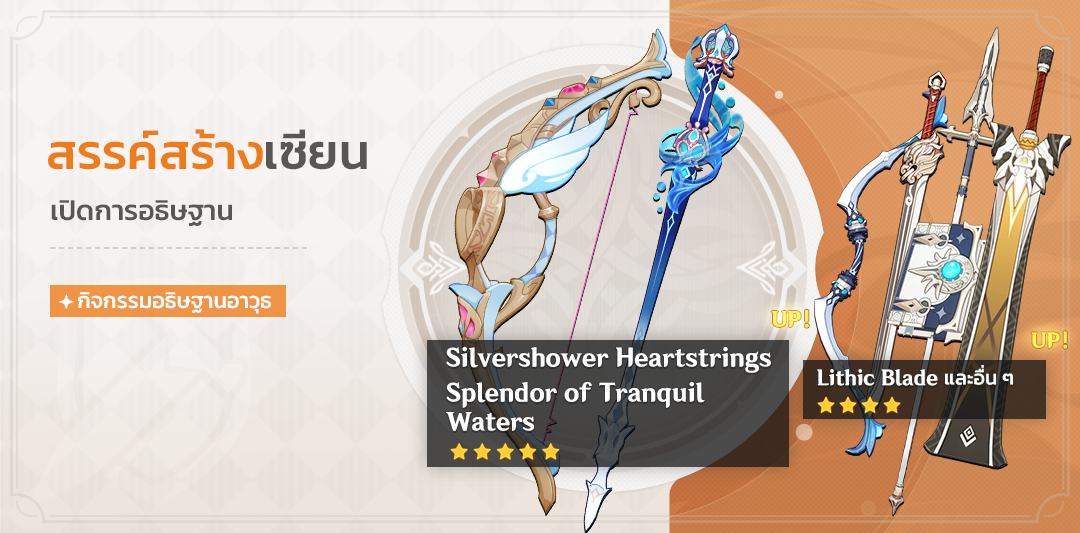 สรรค์สร้างเซียน
เปิดการอธิษฐาน
กิจกรรมอธิษฐานอาวุธ
Silvershower Heartstrings
Splendor of Tranquil
Waters
UP!
Lithic Blade และอื่น ๆ
UP!